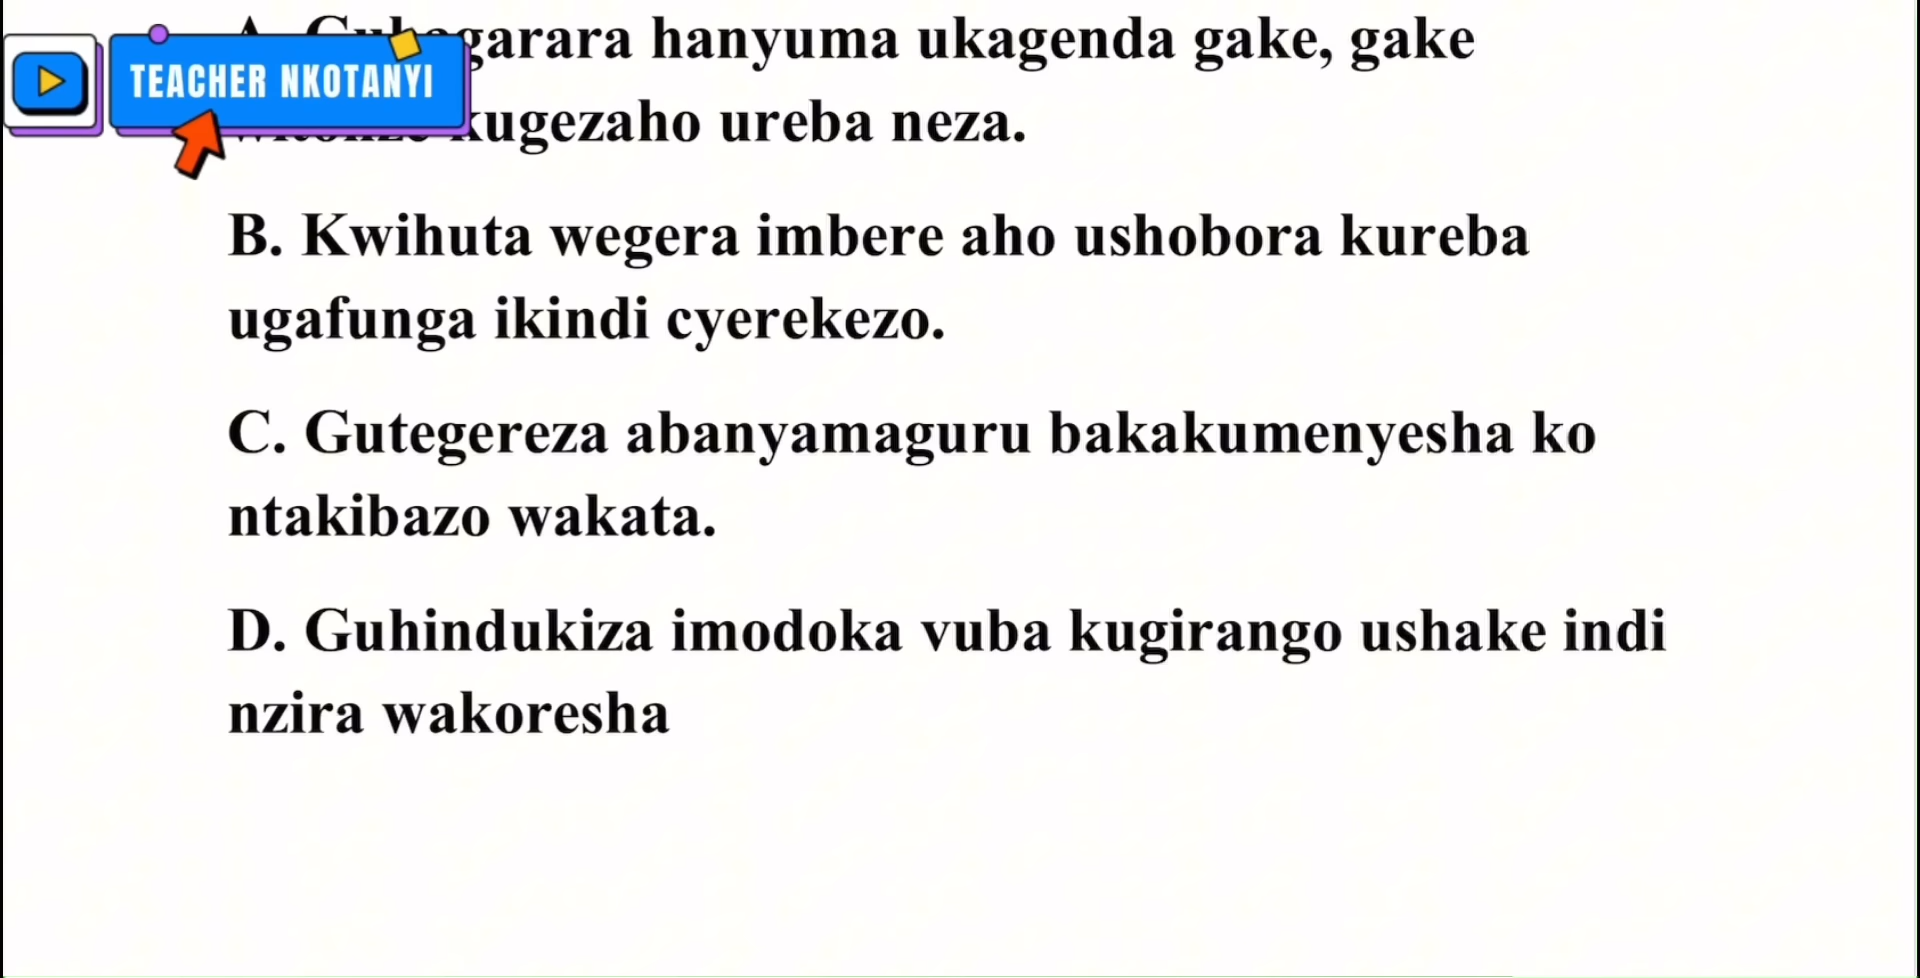 garara hanyuma ukagenda gake, gake
TEACHER NKOTANYI
kugezaho ureba neza.
B. Kwihuta wegera imbere aho ushobora kureba
ugafunga ikindi cyerekezo.
C. Gutegereza abanyamaguru bakakumenyesha ko
ntakibazo wakata.
D. Guhindukiza imodoka vuba kugirango ushake indi
nzira wakoresha